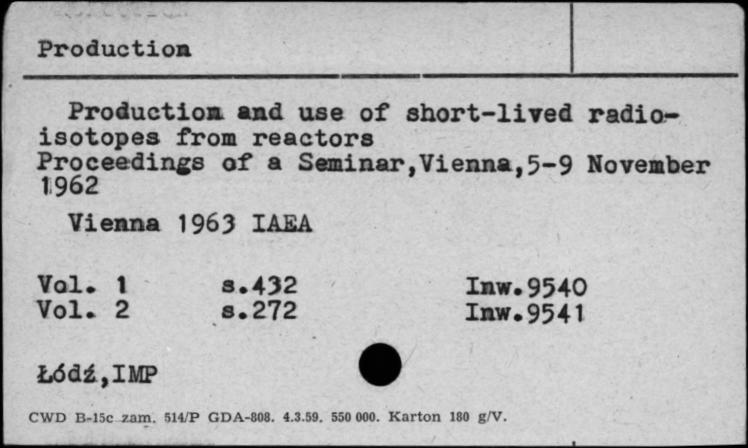 Production
Production and use of short-lived radio-
isotopes from reactors
Proceedings of a Seminar,Vienna,5-9 November
1962
Vienna 1963 IAEA
Vol. 1 s.432 Inw.9540
Vol. 2 s.272 Inw.9541
Łódź,IMP
CWD B-15c zam. 514/P GDA-808. 4.3.59. 550 000. Karton 180 g/V.